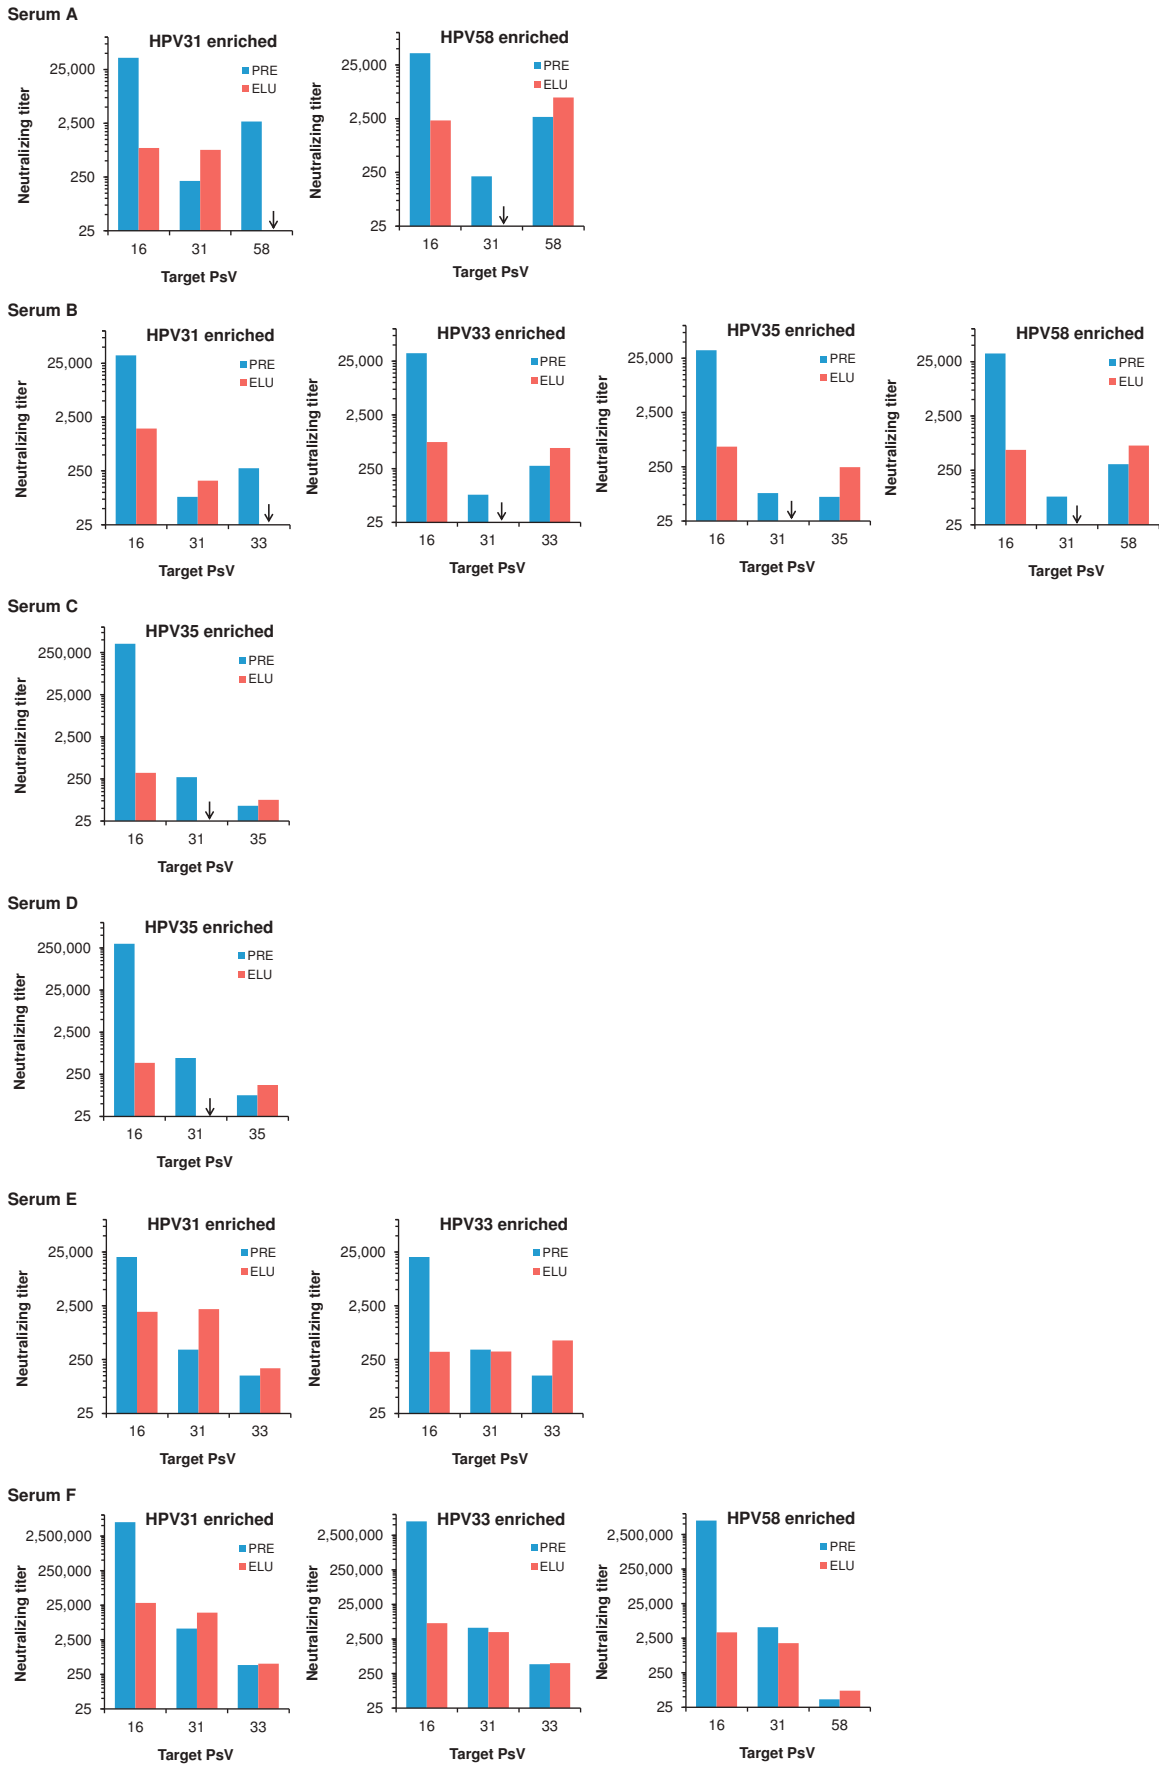 Serum A
HPV31 enriched
PRE
ELU
Neutralizing titer
25,000
2,500
250
25
16 31 58
Target PsV
HPV58 enriched
PRE
ELU
Neutralizing titer
25,000
2,500
250
25
16 31 58
Target PsV
Serum B
HPV31 enriched
PRE
ELU
Neutralizing titer
25,000
2,500
250
25
16 31 33
Target PsV
HPV33 enriched
PRE
ELU
Neutralizing titer
25,000
2,500
250
25
16 31 33
Target PsV
HPV35 enriched
PRE
ELU
Neutralizing titer
25,000
2,500
250
25
16 31 35
Target PsV
HPV58 enriched
PRE
ELU
Neutralizing titer
25,000
2,500
250
25
16 31 58
Target PsV
Serum C
HPV35 enriched
PRE
ELU
Neutralizing titer
250,000
25,000
2,500
250
25
16 31 35
Target PsV
Serum D
HPV35 enriched
PRE
ELU
Neutralizing titer
250,000
25,000
2,500
250
25
16 31 35
Target PsV
Serum E
HPV31 enriched
PRE
ELU
Neutralizing titer
25,000
2,500
250
25
16 31 33
Target PsV
HPV33 enriched
PRE
ELU
Neutralizing titer
25,000
2,500
250
25
16 31 33
Target PsV
Serum F
HPV31 enriched
PRE
ELU
Neutralizing titer
2,500,000
250,000
25,000
2,500
250
25
16 31 33
Target PsV
HPV33 enriched
PRE
ELU
Neutralizing titer
2,500,000
250,000
25,000
2,500
250
25
16 31 33
Target PsV
HPV58 enriched
PRE
ELU
Neutralizing titer
2,500,000
250,000
25,000
2,500
250
25
16 31 58
Target PsV